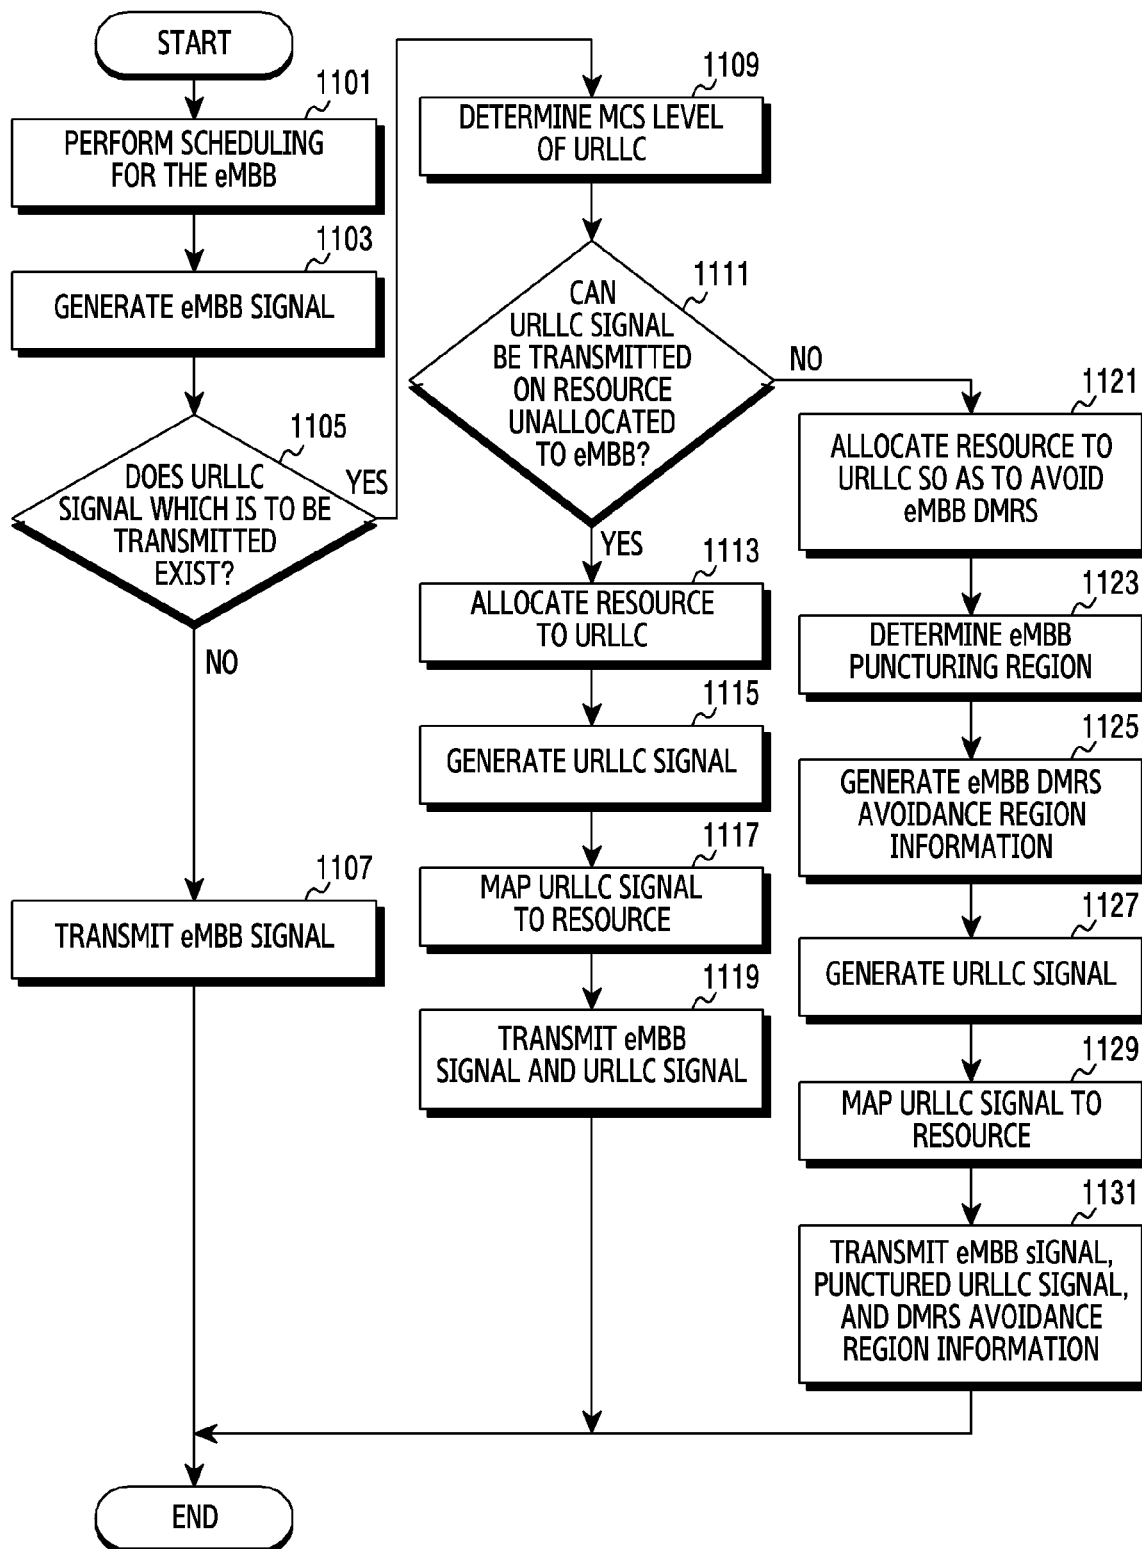 START
1101
PERFORM SCHEDULING
FOR THE eMBB
1103
GENERATE eMBB SIGNAL
1105
DOES URLLC
SIGNAL WHICH IS TO BE
TRANSMITTED
EXIST?
YES
NO
1107
TRANSMIT eMBB SIGNAL
1109
DETERMINE MCS LEVEL
OF URLLC
1111
CAN
URLLC SIGNAL
BE TRANSMITTED
ON RESOURCE
UNALLOCATED
TO eMBB?
NO
YES
1113
ALLOCATE RESOURCE
TO URLLC
1115
GENERATE URLLC SIGNAL
1117
MAP URLLC SIGNAL
TO RESOURCE
1119
TRANSMIT eMBB
SIGNAL AND URLLC SIGNAL
1121
ALLOCATE RESOURCE TO
URLLC SO AS TO AVOID
eMBB DMRS
1123
DETERMINE eMBB
PUNCTURING REGION
1125
GENERATE eMBB DMRS
AVOIDANCE REGION
INFORMATION
1127
GENERATE URLLC SIGNAL
1129
MAP URLLC SIGNAL TO
RESOURCE
1131
TRANSMIT eMBB sIGNAL,
PUNCTURED URLLC SIGNAL,
AND DMRS AVOIDANCE
REGION INFORMATION
END